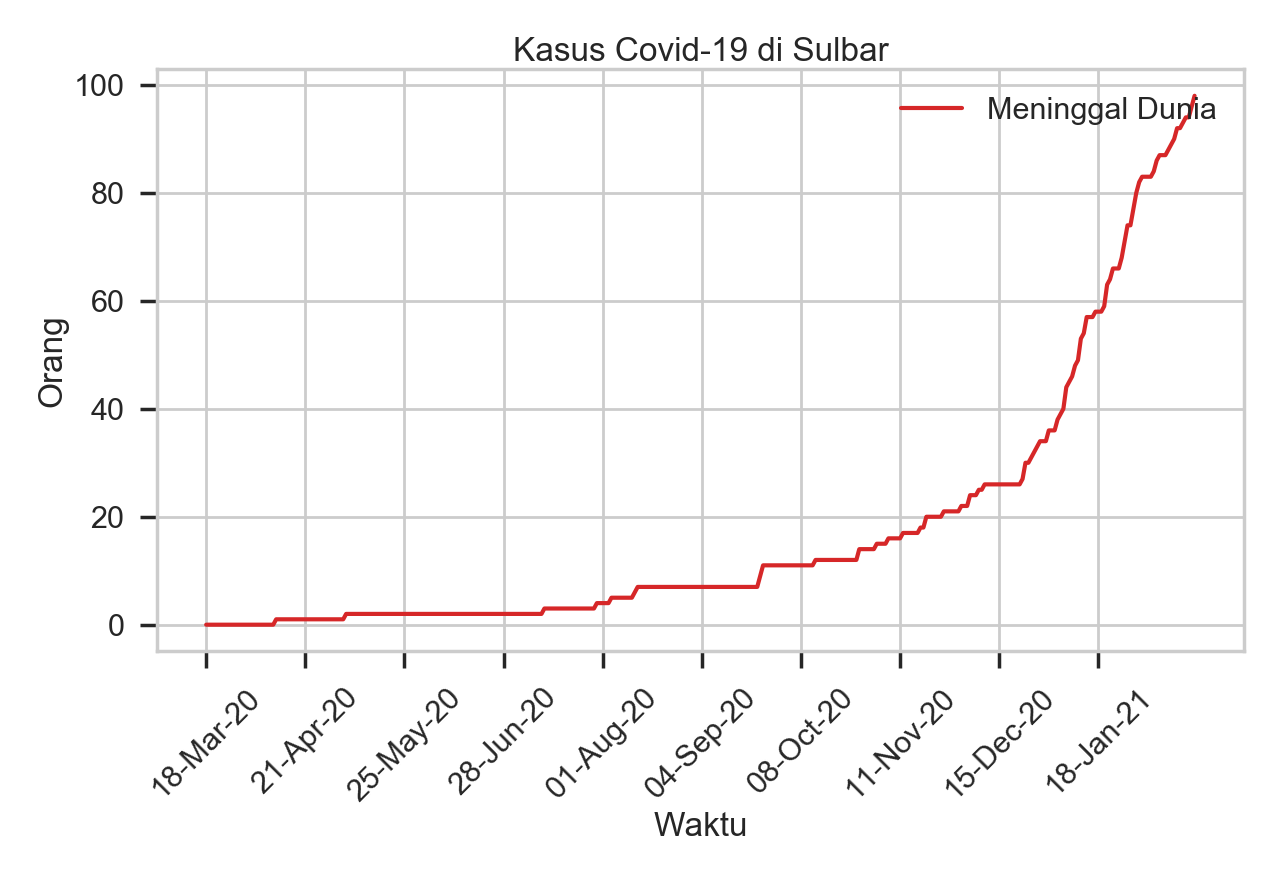 Kasus Covid-19 di Sulbar
Meninggal Dunia
100
80
60
40
20
0
Orang
18-Mar-20
21-Apr-20
25-May-20
28-Jun-20
01-Aug-20
04-Sep-20
08-Oct-20
11-Nov-20
15-Dec-20
18-Jan-21
Waktu